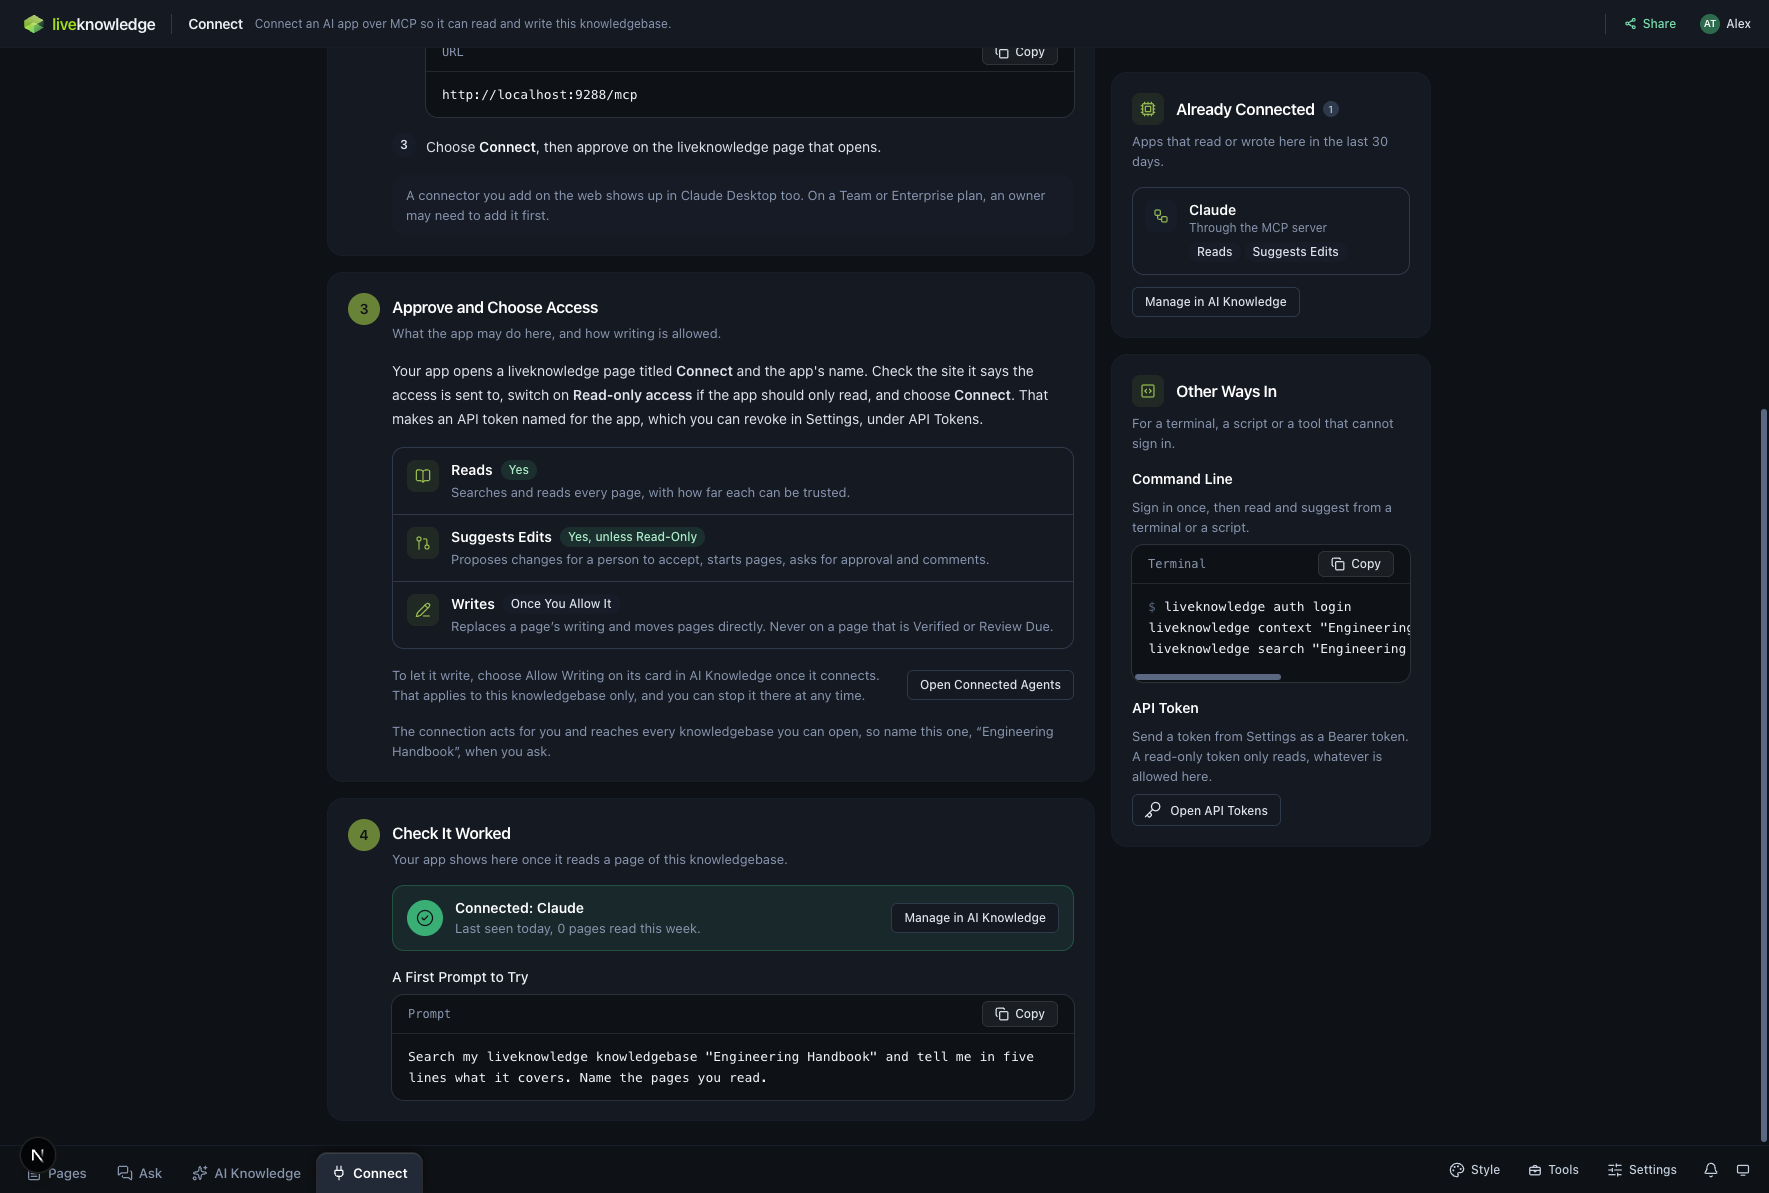 liveknowledge
Connect
Connect an AI app over MCP so it can read and write this knowledgebase.
Share
AT
Alex
URL
Copy
http://localhost:9288/mcp
3
Choose Connect, then approve on the liveknowledge page that opens.
A connector you add on the web shows up in Claude Desktop too. On a Team or Enterprise plan, an owner
may need to add it first.
3
Approve and Choose Access
What the app may do here, and how writing is allowed.
Your app opens a liveknowledge page titled Connect and the app's name. Check the site it says the
access is sent to, switch on Read-only access if the app should only read, and choose Connect. That
makes an API token named for the app, which you can revoke in Settings, under API Tokens.
Reads
Yes
Searches and reads every page, with how far each can be trusted.
Suggests Edits
Yes, unless Read-Only
Proposes changes for a person to accept, starts pages, asks for approval and comments.
Writes
Once You Allow It
Replaces a page's writing and moves pages directly. Never on a page that is Verified or Review Due.
To let it write, choose Allow Writing on its card in AI Knowledge once it connects.
That applies to this knowledgebase only, and you can stop it there at any time.
Open Connected Agents
The connection acts for you and reaches every knowledgebase you can open, so name this one, “Engineering
Handbook”, when you ask.
4
Check It Worked
Your app shows here once it reads a page of this knowledgebase.
Connected: Claude
Last seen today, 0 pages read this week.
Manage in AI Knowledge
A First Prompt to Try
Prompt
Copy
Search my liveknowledge knowledgebase "Engineering Handbook" and tell me in five
lines what it covers. Name the pages you read.
Already Connected
1
Apps that read or wrote here in the last 30
days.
Claude
Through the MCP server
Reads
Suggests Edits
Manage in AI Knowledge
Other Ways In
For a terminal, a script or a tool that cannot
sign in.
Command Line
Sign in once, then read and suggest from a
terminal or a script.
Terminal
Copy
$ liveknowledge auth login
liveknowledge context "Engineering
liveknowledge search "Engineering
API Token
Send a token from Settings as a Bearer token.
A read-only token only reads, whatever is
allowed here.
Open API Tokens
N
Pages
Ask
AI Knowledge
Connect
Style
Tools
Settings